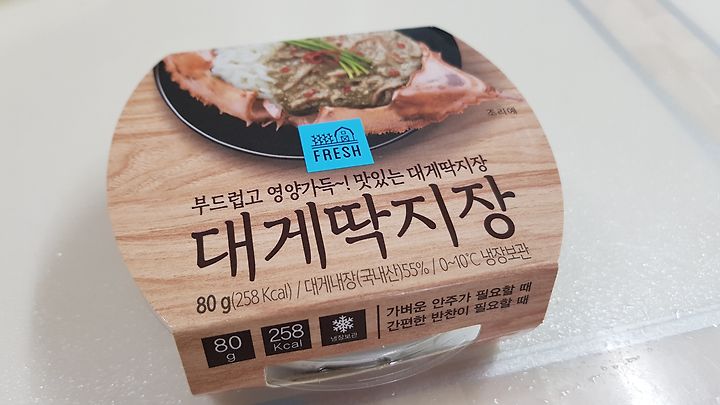 조리예
FRESH
부드럽고 영양가득~! 맛있는 대게딱지장
대게딱지장
80 g(258 Kcal) / 대게내장(국내산)55% / 0~10℃ 냉장보관
80 g
258 Kcal
냉장보관
가벼운 안주가 필요할 때
간편한 반찬이 필요할 때